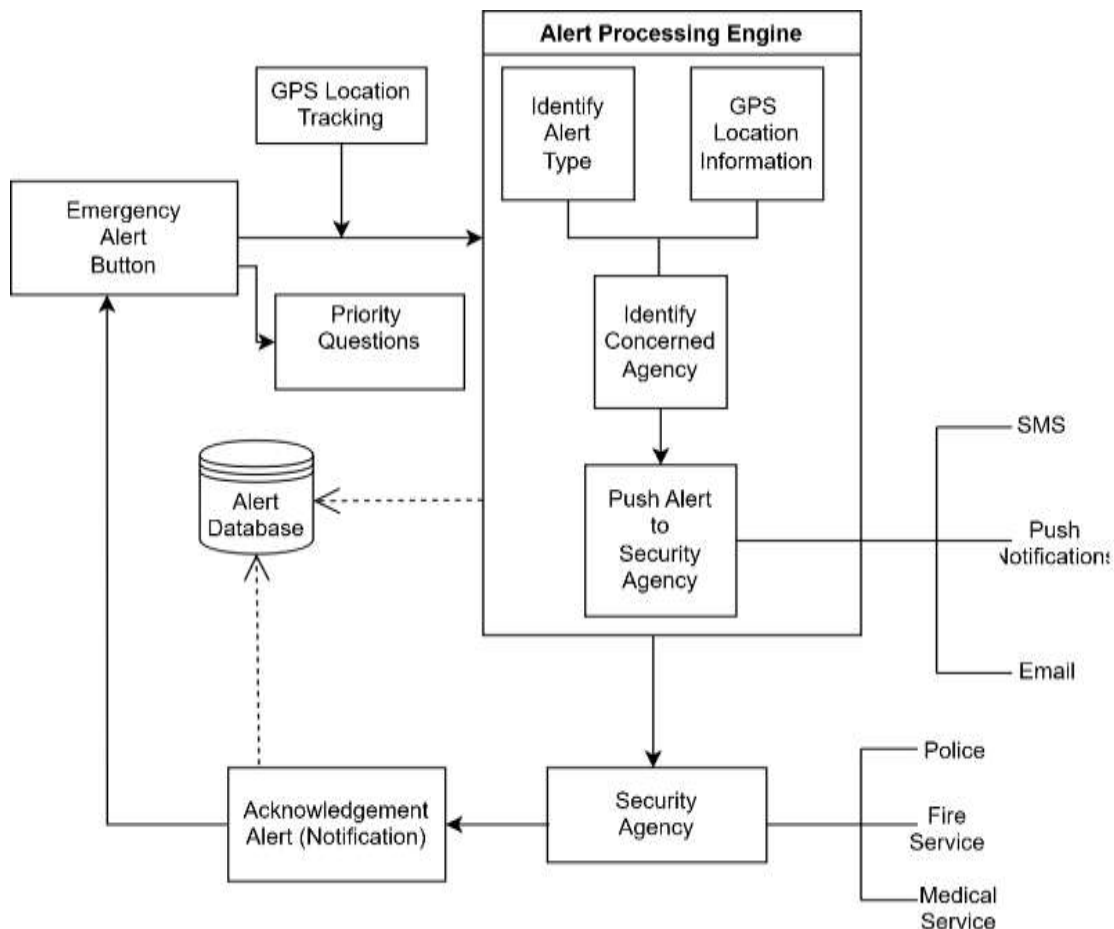 Alert Processing Engine
GPS Location
Tracking
Identify
Alert
Type
GPS
Location
Information
Emergency
Alert
Button
Priority
Questions
Identify
Concerned
Agency
SMS
Alert
Database
Push Alert
to
Security
Agency
Push
Notifications
Email
Police
Acknowledgement
Alert (Notification)
Security
Agency
Fire
Service
Medical
Service